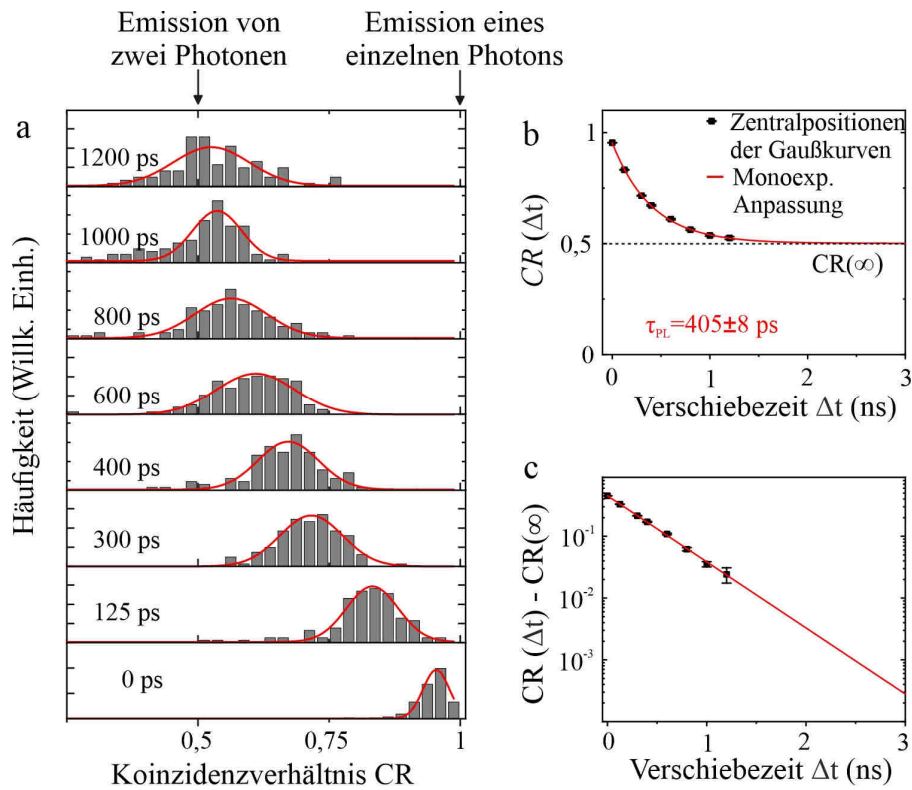 Emission von
zwei Photonen
Emission eines
einzelnen Photons
a
1200 ps
1000 ps
800 ps
600 ps
400 ps
300 ps
125 ps
0 ps
Häufigkeit (Willk. Einh.)
0,5
0,75
1
Koinzidenzverhältnis CR
b
1
0,5
0
CR (Δt)
Zentralpositionen
der Gaußkurven
Monoexp.
Anpassung
CR(∞)
τPL=405±8 ps
0
1
2
3
Verschiebezeit Δt (ns)
c
10⁻¹
10⁻²
10⁻³
CR (Δt) - CR(∞)
0
1
2
3
Verschiebezeit Δt (ns)